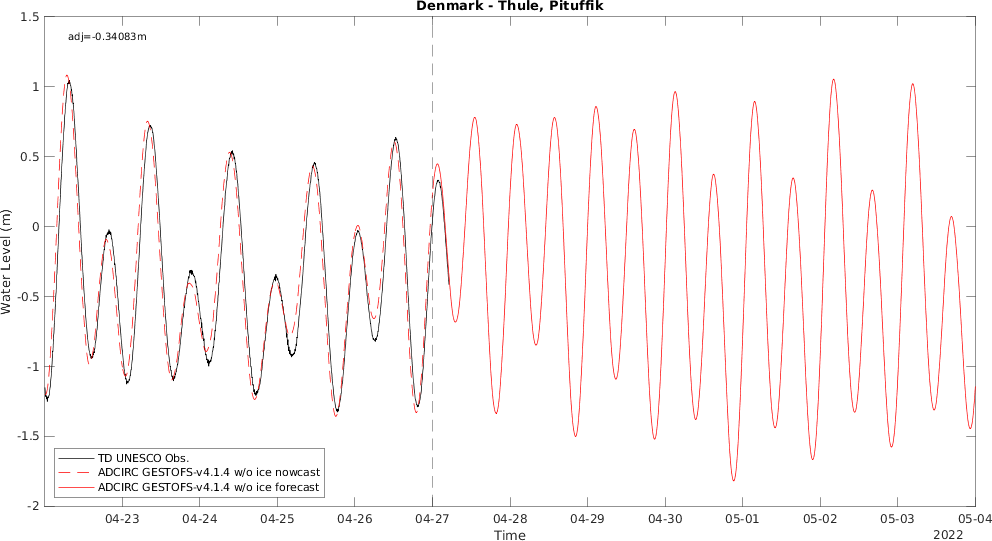 Denmark - Thule, Pituffik
adj=-0.34083m
1.5
1
0.5
0
-0.5
-1
-1.5
-2
Water Level (m)
TD UNESCO Obs.
ADCIRC GESTOFS-v4.1.4 w/o ice nowcast
ADCIRC GESTOFS-v4.1.4 w/o ice forecast
04-23 04-24 04-25 04-26 04-27 04-28 04-29 04-30 05-01 05-02 05-03 05-04
Time
2022